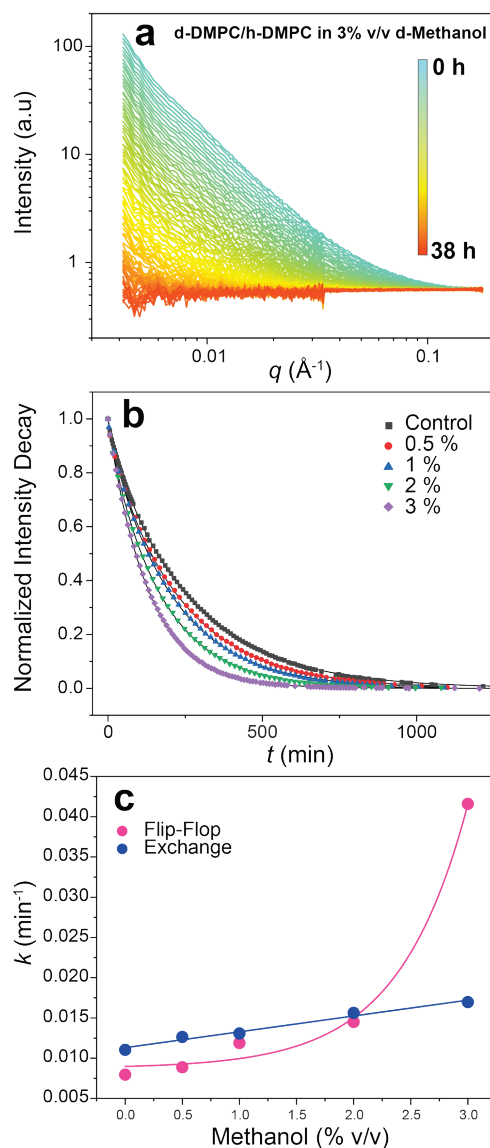 a
d-DMPC/h-DMPC in 3% v/v d-Methanol
0 h
38 h
100
10
1
Intensity (a.u)
0.01
0.1
q (Å⁻¹)
b
Control
0.5 %
1 %
2 %
3 %
1.0
0.8
0.6
0.4
0.2
0.0
Normalized Intensity Decay
0
500
1000
t (min)
c
Flip-Flop
Exchange
0.045
0.040
0.035
0.030
0.025
0.020
0.015
0.010
0.005
k (min⁻¹)
0.0
0.5
1.0
1.5
2.0
2.5
3.0
Methanol (% v/v)